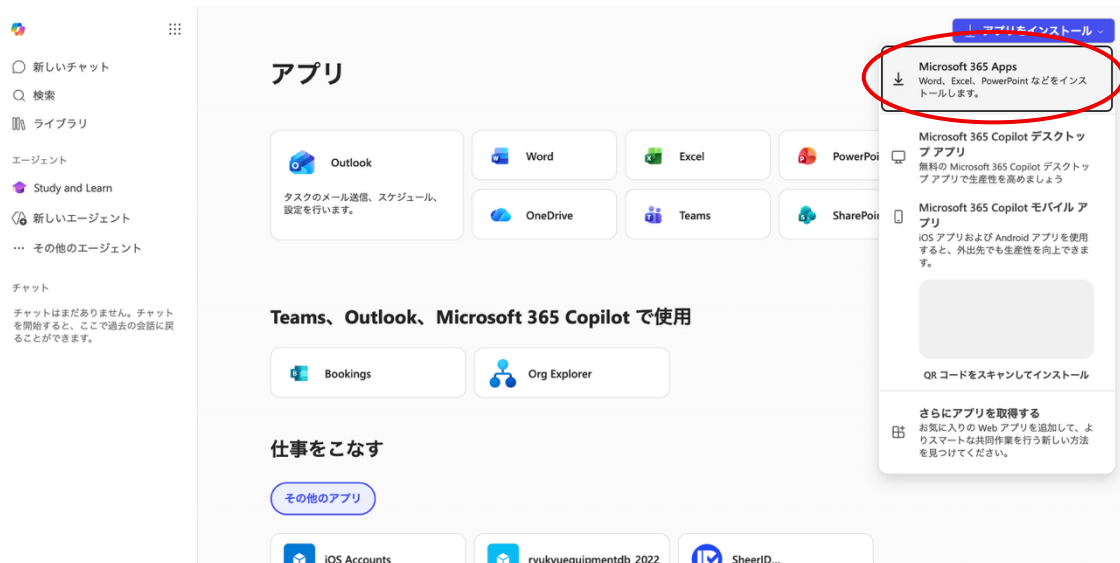 新しいチャット
検索
ライブラリ
エージェント
Study and Learn
新しいエージェント
その他のエージェント
チャット
チャットはまだありません。チャット
を開始すると、ここで過去の会話に戻
ることができます。
アプリをインストール
アプリ
Outlook
タスクのメール送信、スケジュール、
設定を行います。
Word
Excel
PowerPoi
OneDrive
Teams
SharePoin
Teams、Outlook、Microsoft 365 Copilot で使用
Bookings
Org Explorer
仕事をこなす
その他のアプリ
iOS Accounts
ryukyuequipmentdb_2022
SheerID...
Microsoft 365 Apps
Word、Excel、PowerPoint などをインス
トールします。
Microsoft 365 Copilot デスクトッ
プ アプリ
無料の Microsoft 365 Copilot デスクトッ
プ アプリで生産性を高めましょう
Microsoft 365 Copilot モバイル ア
プリ
iOS アプリおよび Android アプリを使用
すると、外出先でも生産性を向上できま
す。
QR コードをスキャンしてインストール
さらにアプリを取得する
お気に入りの Web アプリを追加して、よ
りスマートな共同作業を行う新しい方法
を見つけてください。